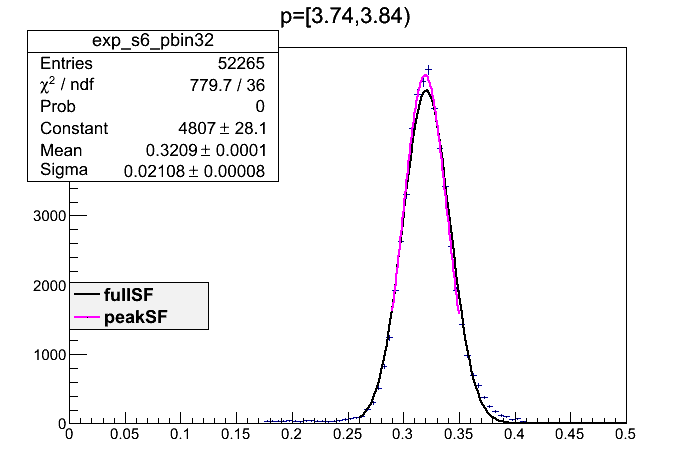 p=[3.74,3.84)
exp_s6_pbin32
Entries 52265
χ² / ndf 779.7 / 36
Prob 0
Constant 4807 ± 28.1
Mean 0.3209 ± 0.0001
Sigma 0.02108 ± 0.00008
3000
2000
fullSF
peakSF
1000
0
0 0.05 0.1 0.15 0.2 0.25 0.3 0.35 0.4 0.45 0.5